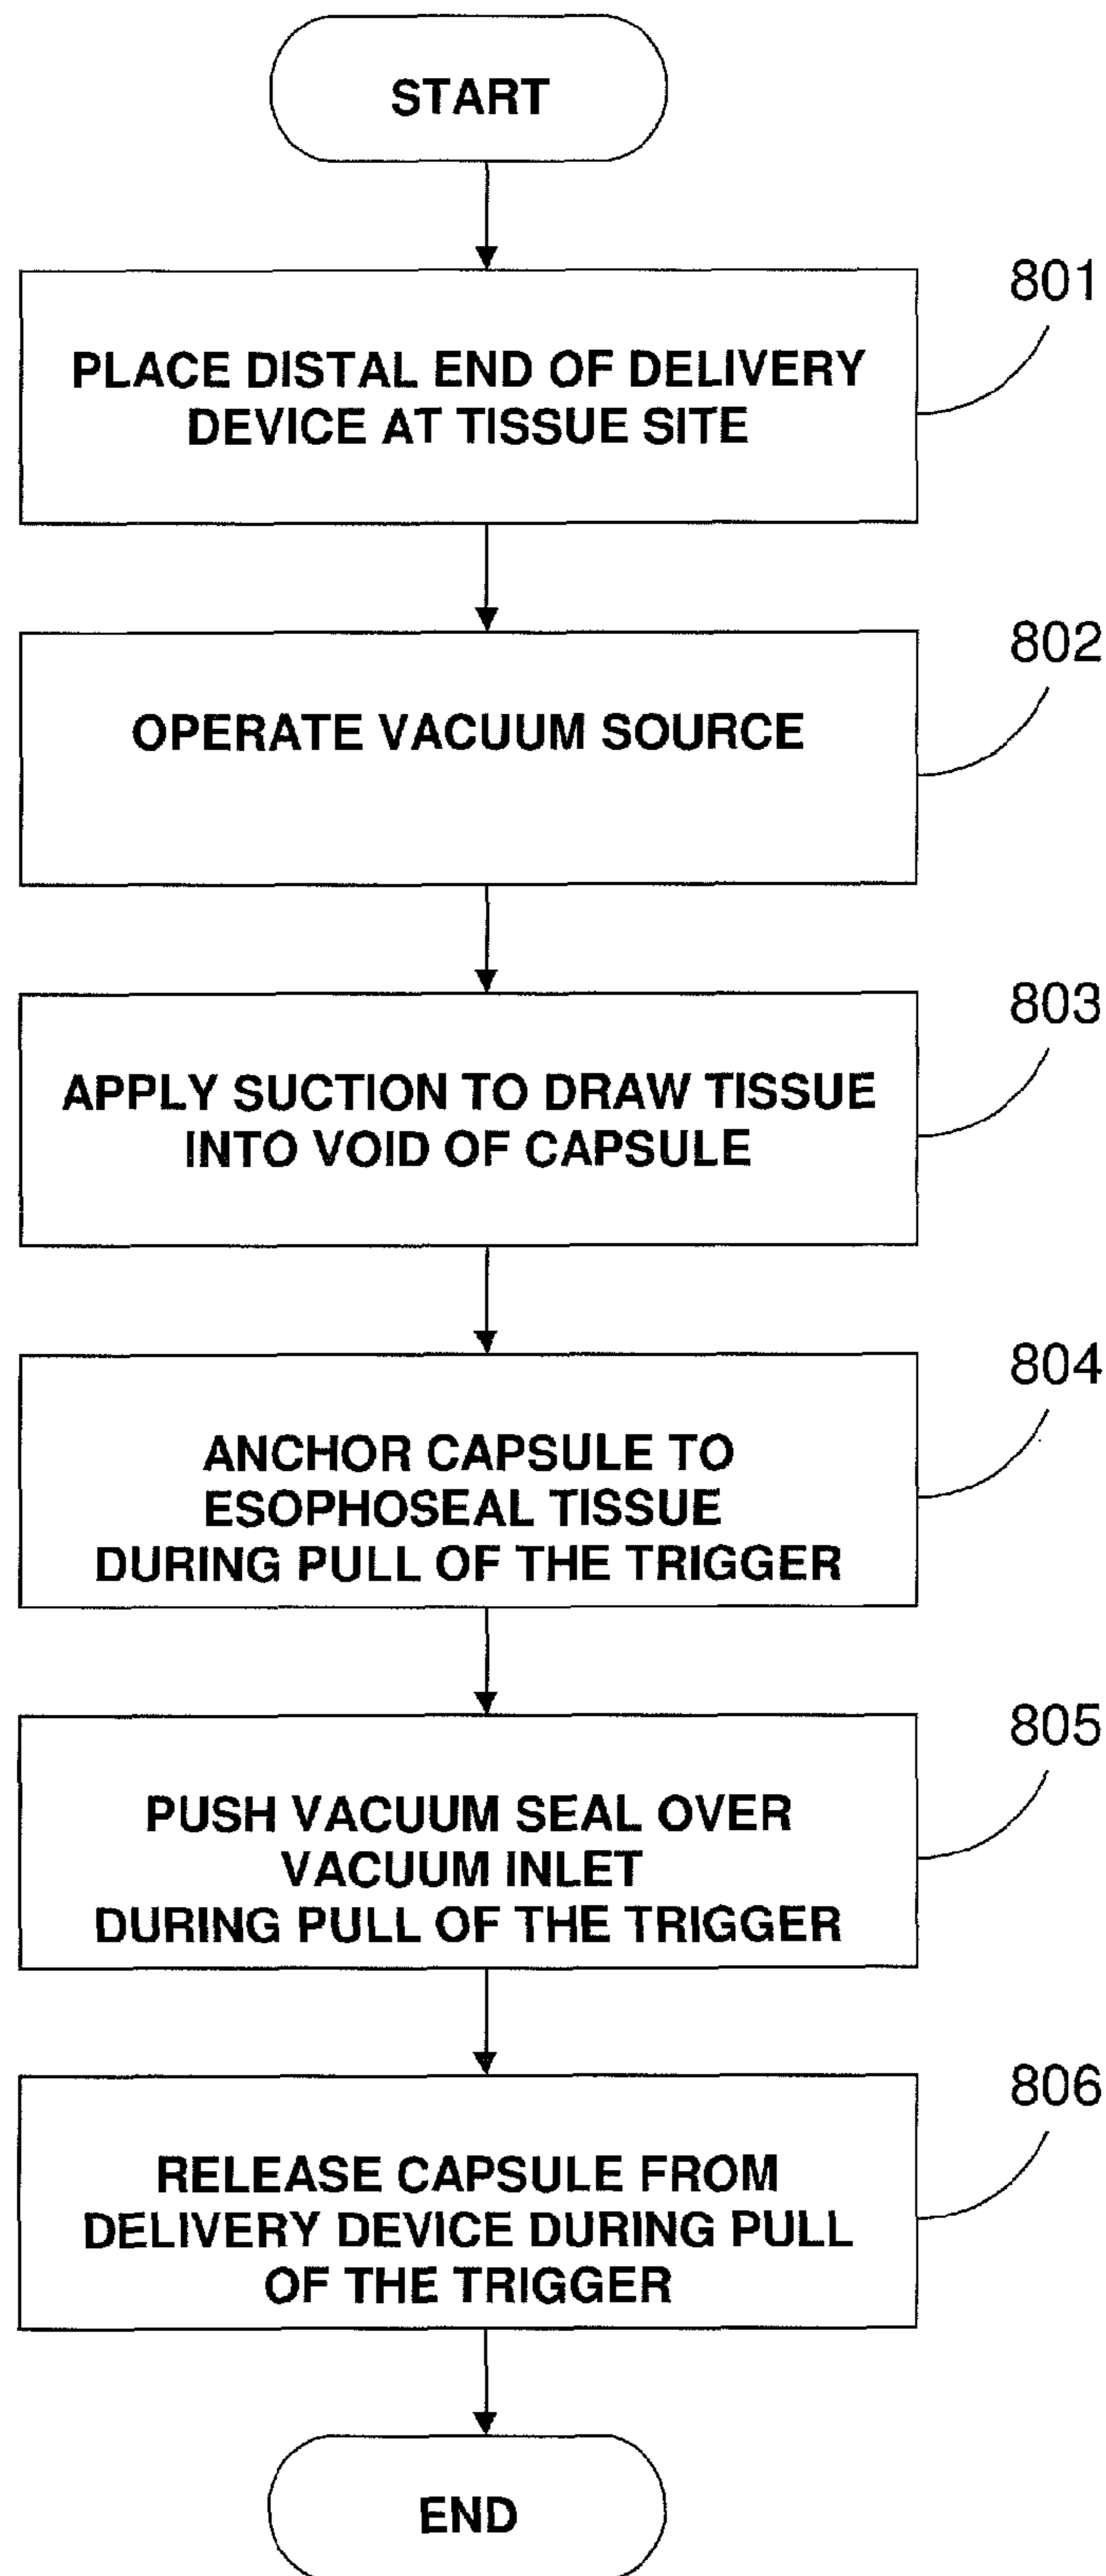 START
801
PLACE DISTAL END OF DELIVERY
DEVICE AT TISSUE SITE
802
OPERATE VACUUM SOURCE
803
APPLY SUCTION TO DRAW TISSUE
INTO VOID OF CAPSULE
804
ANCHOR CAPSULE TO
ESOPHOSEAL TISSUE
DURING PULL OF THE TRIGGER
805
PUSH VACUUM SEAL OVER
VACUUM INLET
DURING PULL OF THE TRIGGER
806
RELEASE CAPSULE FROM
DELIVERY DEVICE DURING PULL
OF THE TRIGGER
END